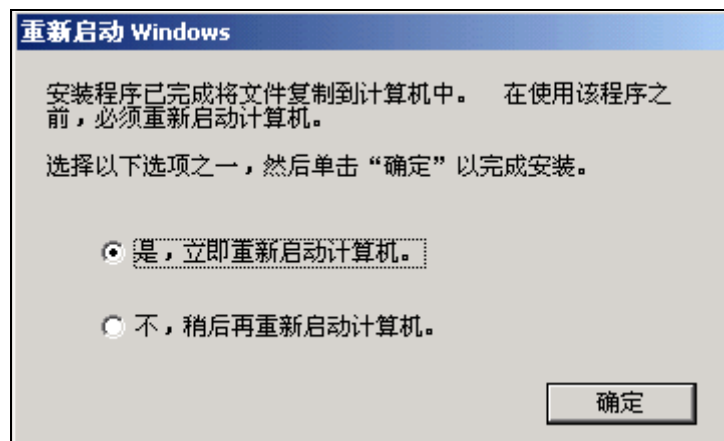 重新启动 Windows
安装程序已完成将文件复制到计算机中。 在使用该程序之
前，必须重新启动计算机。
选择以下选项之一，然后单击“确定”以完成安装。
是，立即重新启动计算机。
不，稍后再重新启动计算机。
确定